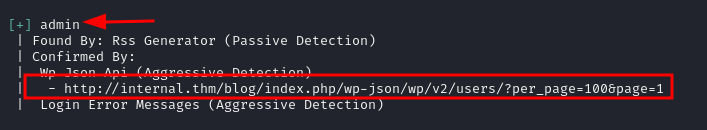 [+] admin
| Found By: Rss Generator (Passive Detection)
| Confirmed By:
|  Wp Json Api (Aggressive Detection)
|   - http://internal.thm/blog/index.php/wp-json/wp/v2/users/?per_page=100&page=1
|  Login Error Messages (Aggressive Detection)